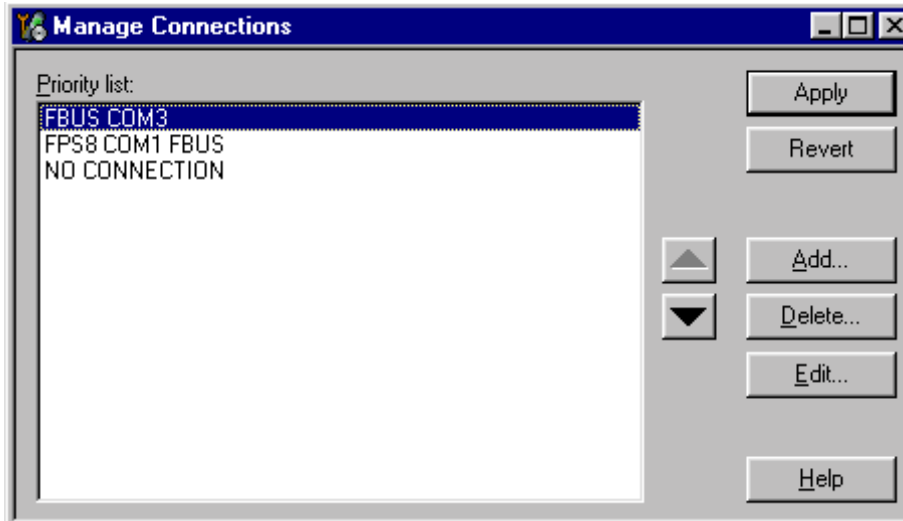 Manage Connections
Priority list:
FBUS COM3
FPS8 COM1 FBUS
NO CONNECTION
Apply
Revert
Add...
Delete...
Edit...
Help